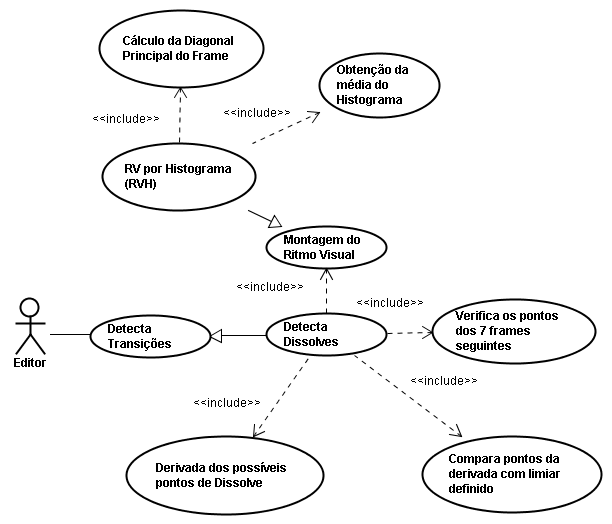 Cálculo da Diagonal
Principal do Frame
Obtenção da
média do
Histograma
<<include>>
<<include>>
RV por Histograma
(RVH)
Montagem do
Ritmo Visual
<<include>>
<<include>>
Detecta
Transições
Detecta
Dissolves
Verifica os pontos
dos 7 frames
seguintes
Editor
<<include>>
<<include>>
Derivada dos possíveis
pontos de Dissolve
Compara pontos da
derivada com limiar
definido